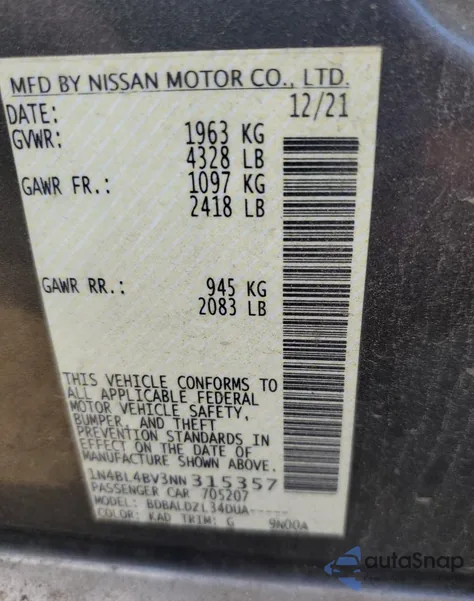 MFD BY NISSAN MOTOR CO., LTD.
DATE: 12/21
GVWR: 1963 KG
4328 LB
GAWR FR.: 1097 KG
2418 LB
GAWR RR.: 945 KG
2083 LB
THIS VEHICLE CONFORMS TO
ALL APPLICABLE FEDERAL
MOTOR VEHICLE SAFETY,
BUMPER, AND THEFT
PREVENTION STANDARDS IN
EFFECT ON THE DATE OF
MANUFACTURE SHOWN ABOVE.
1N4BL4BV3NN315357
PASSENGER CAR 705207
MODEL: BDBALDZL34DUA-----
COLOR: KAD TRIM: G 9N00A
autoSnap